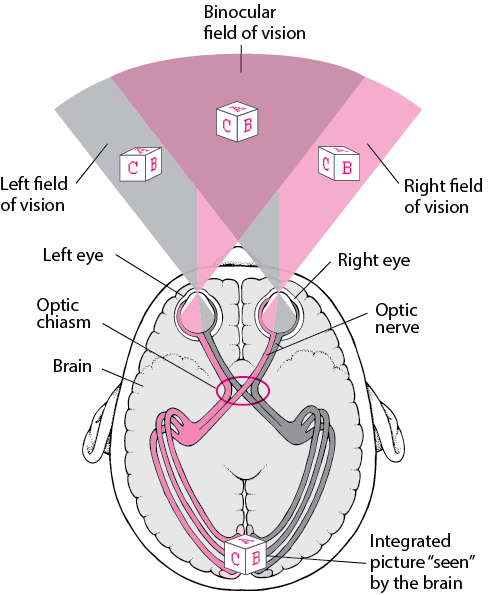 Binocular
field of vision
A
C B
A
C B
A
C B
Left field
of vision
Right field
of vision
Left eye
Right eye
Optic
chiasm
Optic
nerve
Brain
A
C B
Integrated
picture “seen”
by the brain